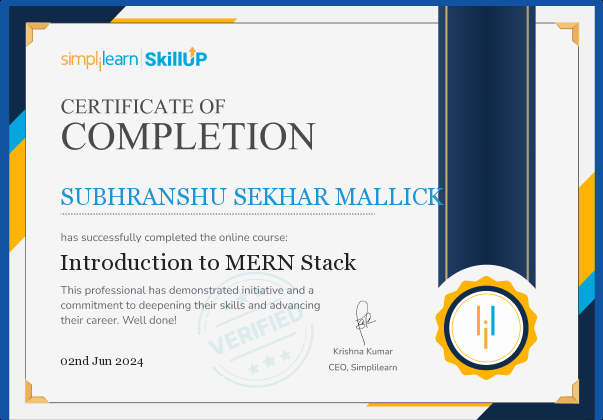 simplilearn | SkillUP
CERTIFICATE OF
COMPLETION
SUBHRANSHU SEKHAR MALLICK
has successfully completed the online course:
Introduction to MERN Stack
This professional has demonstrated initiative and a
commitment to deepening their skills and advancing
their career. Well done!
VERIFIED
02nd Jun 2024
Krishna Kumar
CEO, Simplilearn